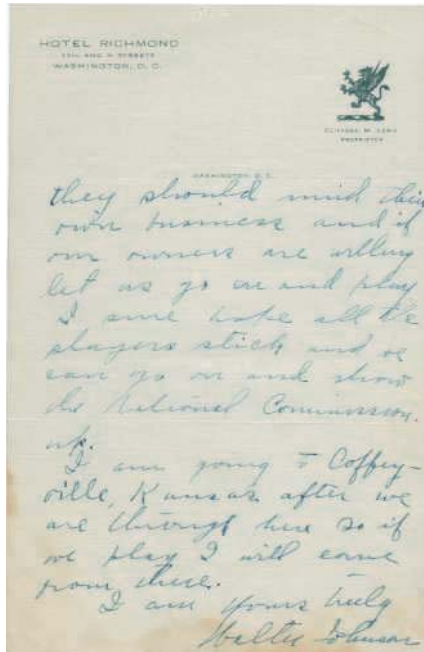 HOTEL RICHMOND
WASHINGTON, D. C.
PROPRIETOR
WASHINGTON, D. C.
they should mind their
own business and if
our owners are willing
let us go on and play
I sure hope all the
players stick and we
can go on and show
the National Commission
up.
I am going to Coffey-
ville, Kansas after we
are through here so if
we play I will come
from there.
I am yours truly
Walter Johnson